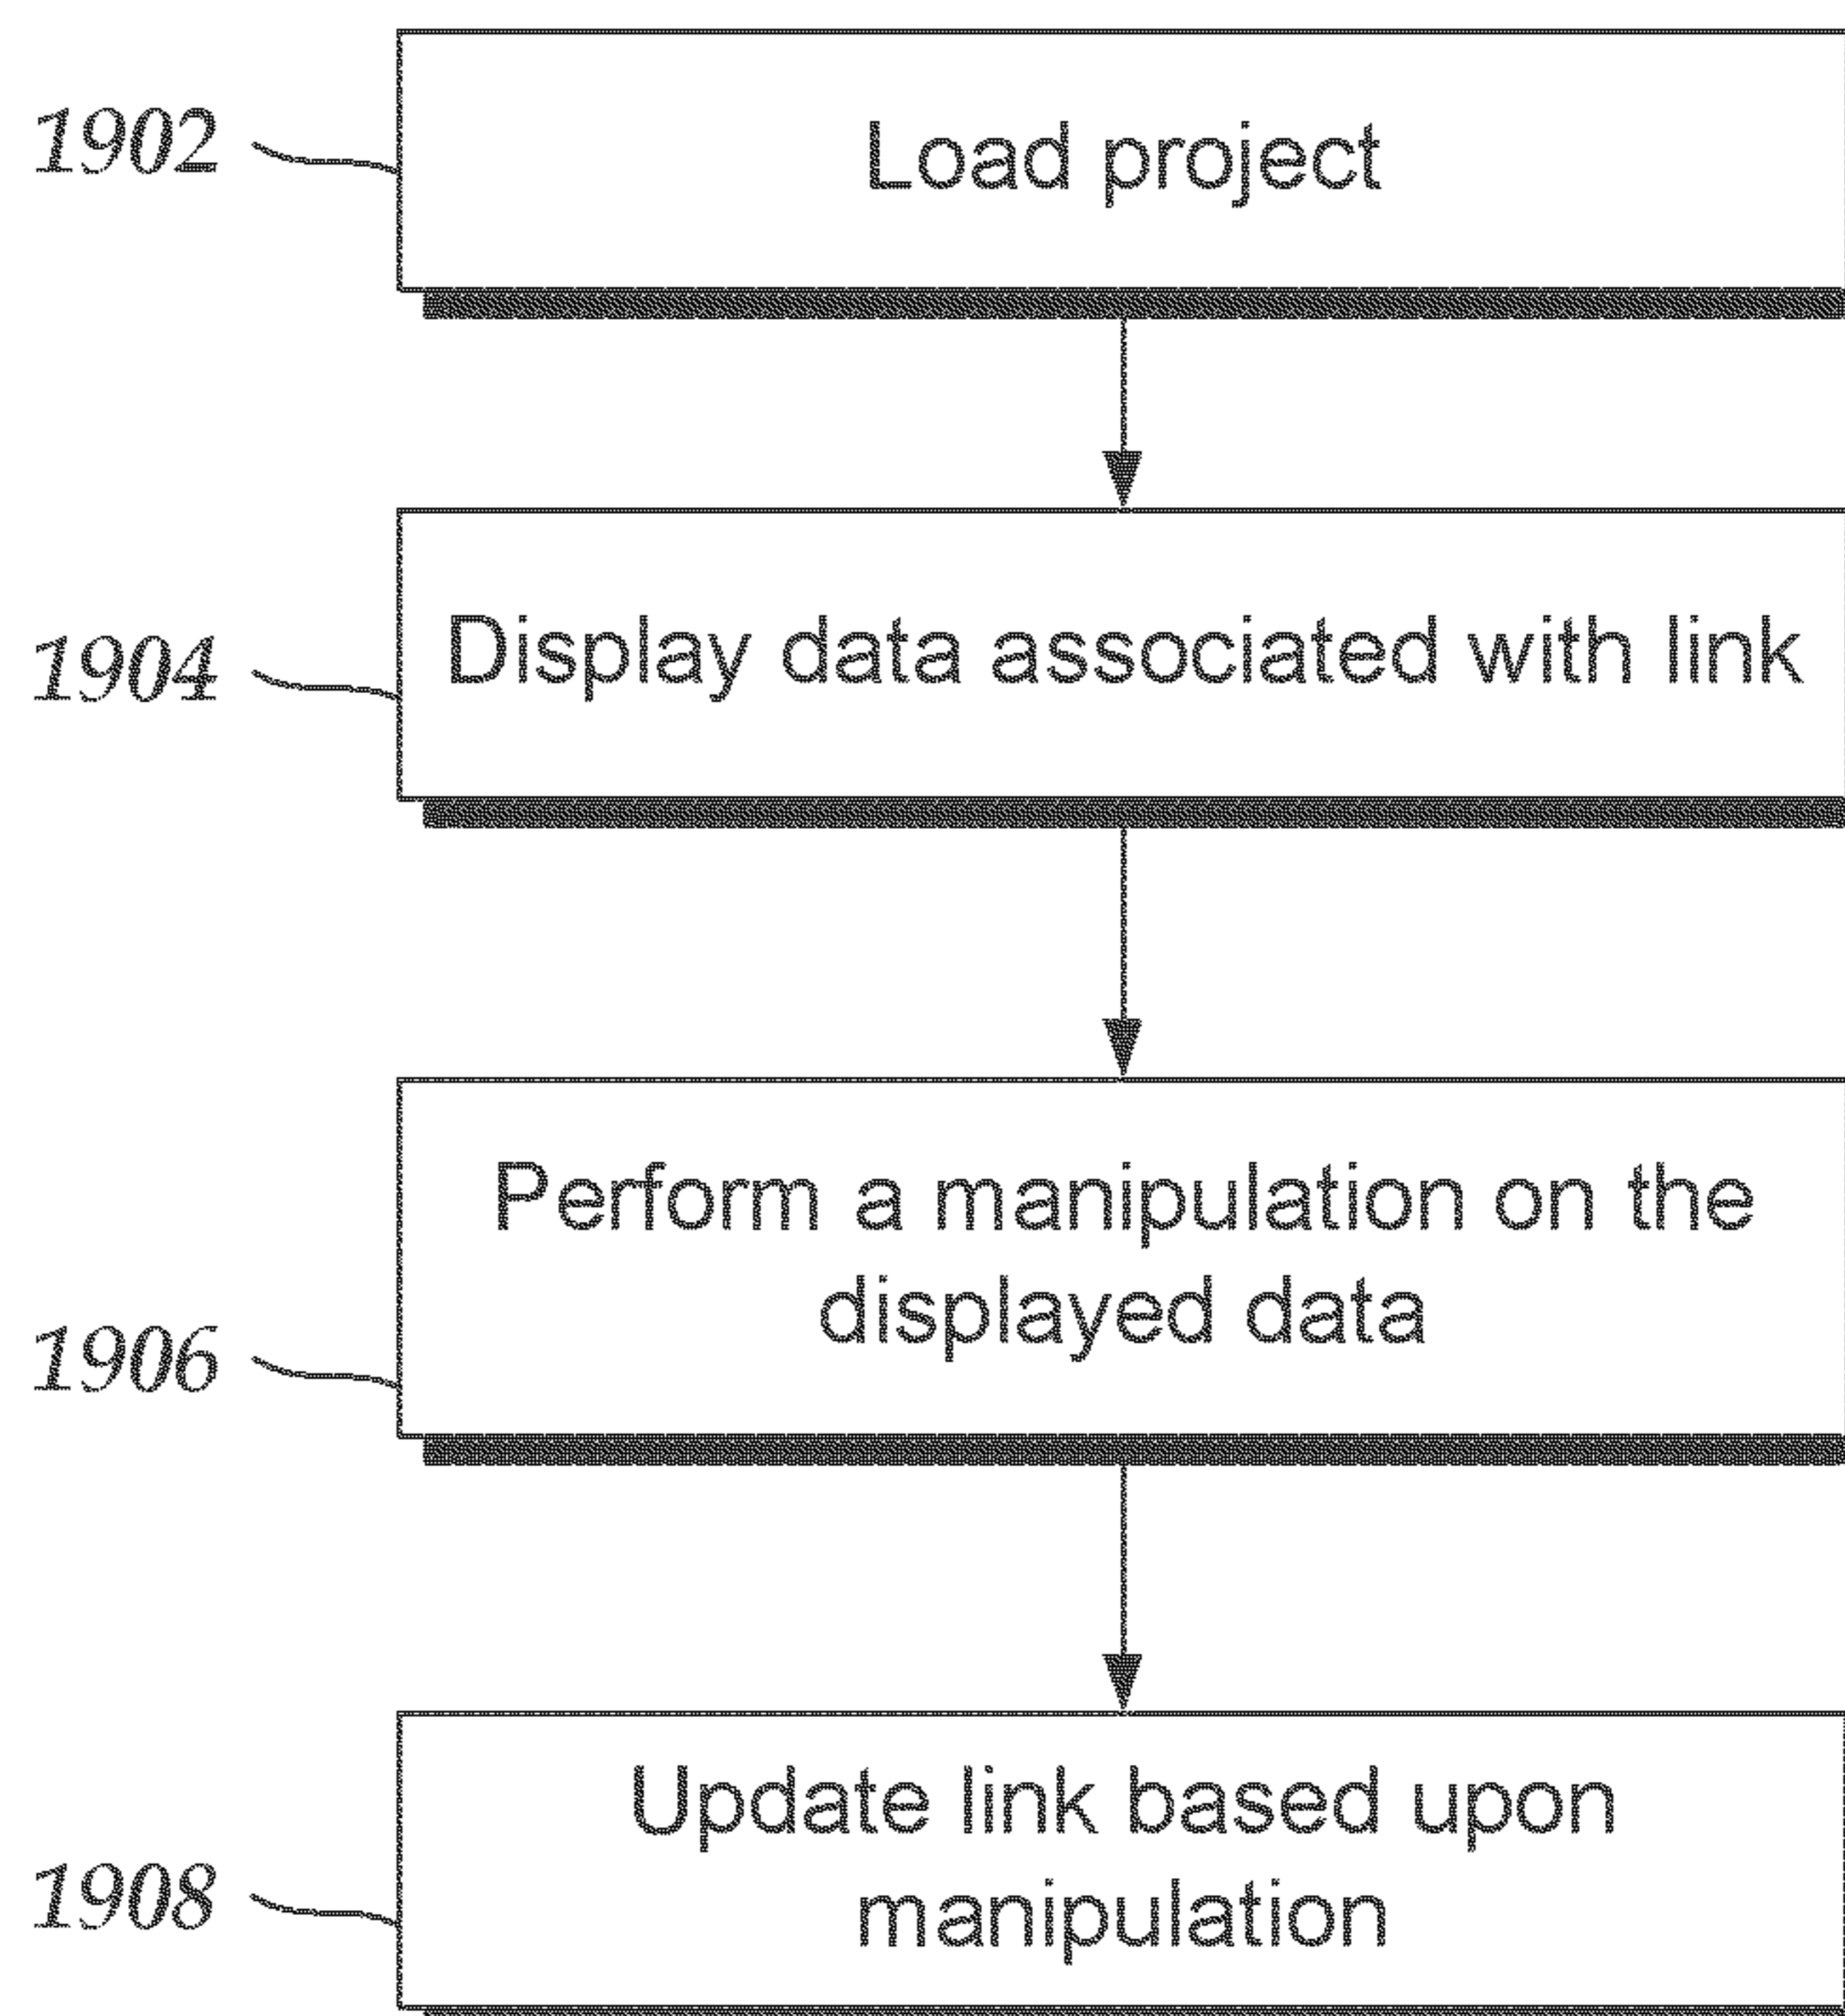 1902
Load project
1904
Display data associated with link
Perform a manipulation on the
displayed data
1906
Update link based upon
manipulation
1908